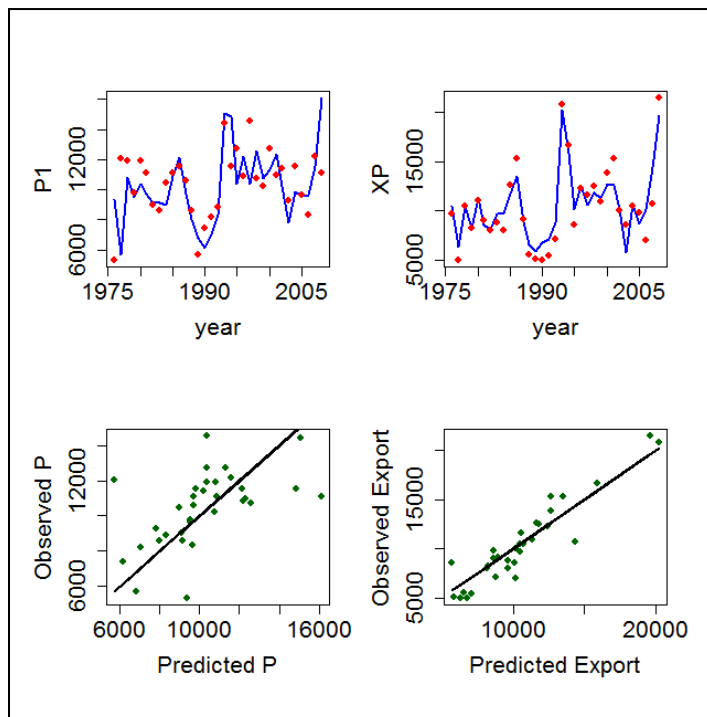 P1
6000 12000
1975 1990 2005
year
XP
5000 15000
1975 1990 2005
year
Observed P
6000 12000
6000 10000 16000
Predicted P
Observed Export
5000 15000
10000 20000
Predicted Export